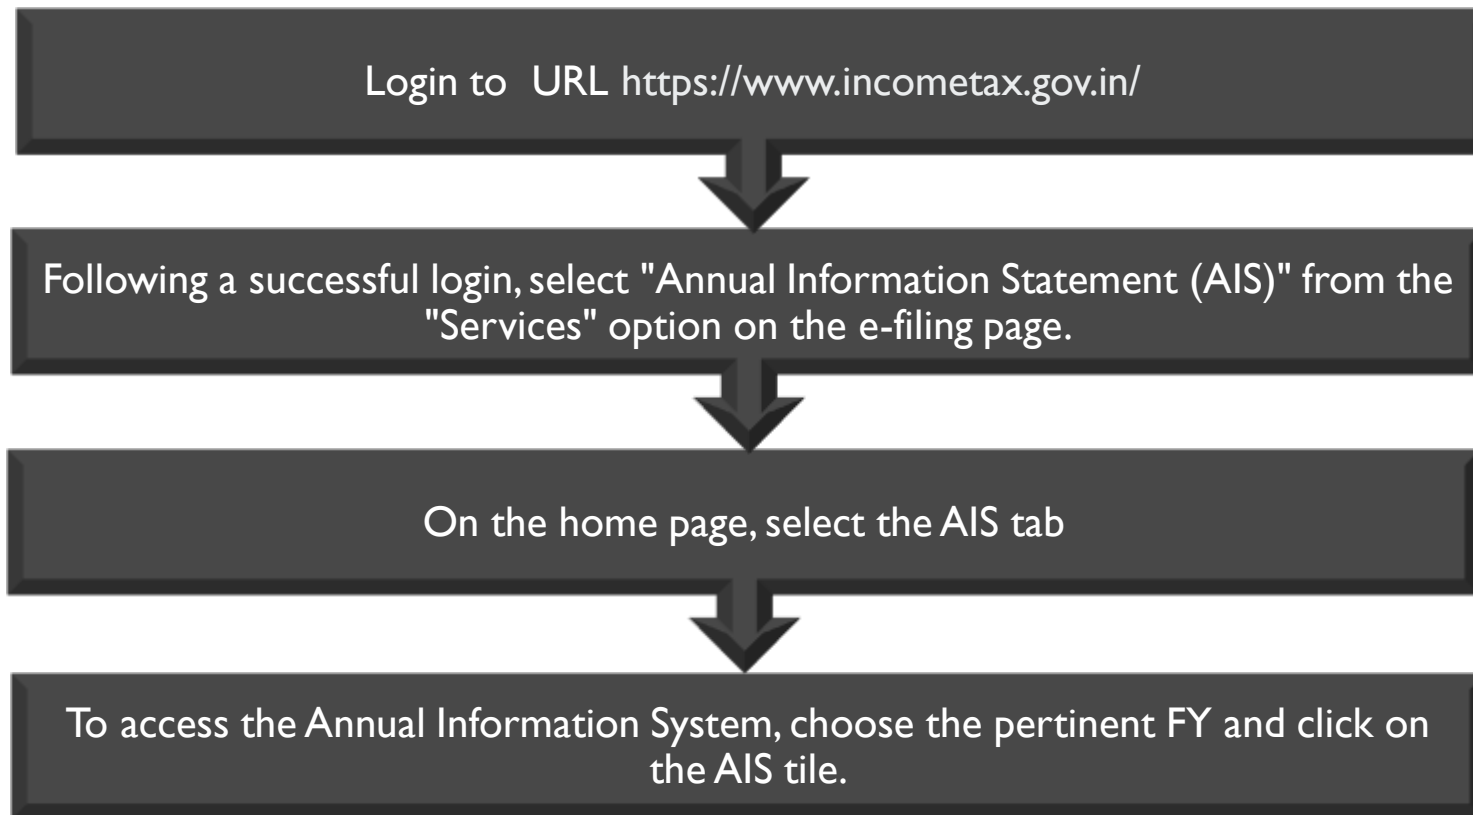 Login to URL https://www.incometax.gov.in/
Following a successful login, select "Annual Information Statement (AIS)" from the
"Services" option on the e-filing page.
On the home page, select the AIS tab
To access the Annual Information System, choose the pertinent FY and click on
the AIS tile.